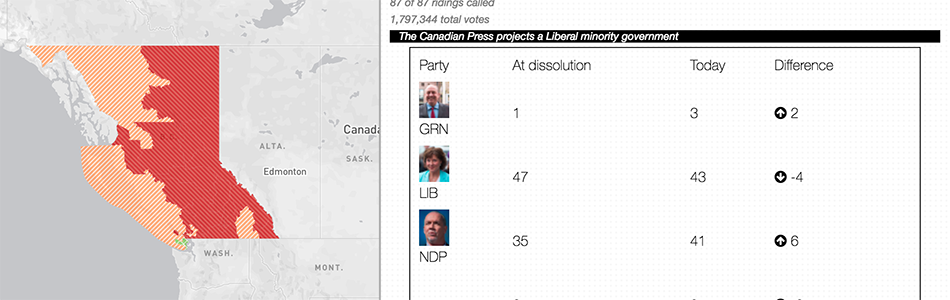 87 of 87 ridings called
1,797,344 total votes
The Canadian Press projects a Liberal minority government
Party At dissolution Today Difference
GRN 1 3 2
LIB 47 43 -4
NDP 35 41 6
Canada
ALTA.
SASK.
Edmonton
WASH.
MONT.